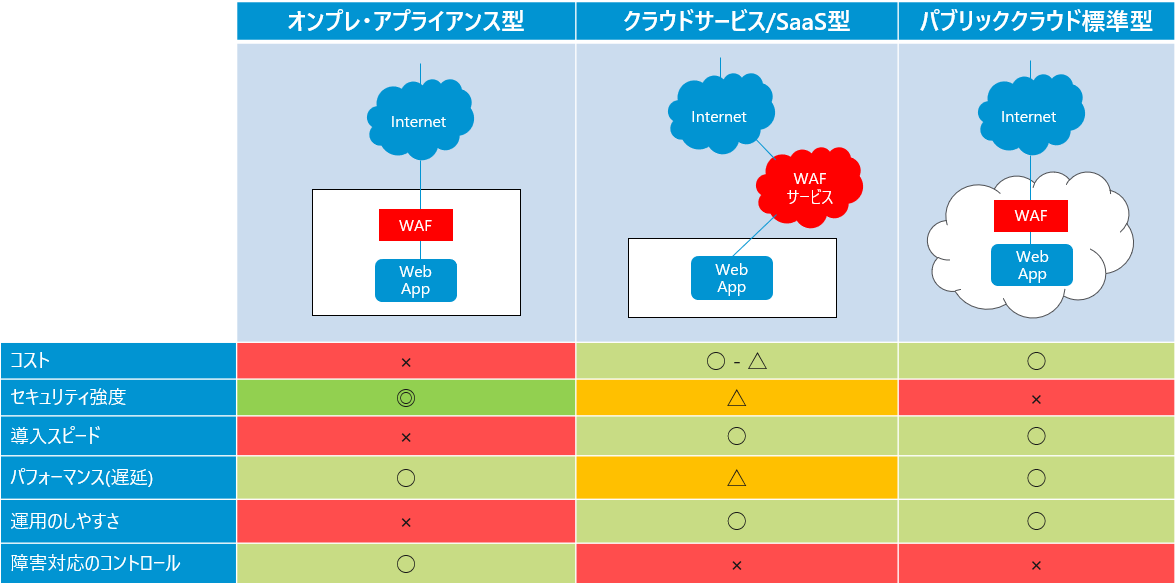 オンプレ・アプライアンス型
クラウドサービス/SaaS型
パブリッククラウド標準型
Internet
WAF
Web
App
Internet
WAF
サービス
Web
App
Internet
WAF
Web
App
コスト
×
○ - △
○
セキュリティ強度
◎
△
×
導入スピード
×
○
○
パフォーマンス(遅延)
○
△
○
運用のしやすさ
×
○
○
障害対応のコントロール
○
×
×